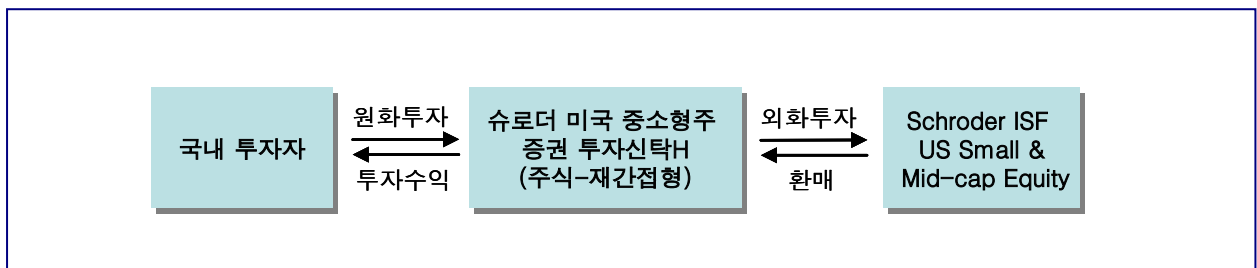 국내 투자자
원화투자
투자수익
슈로더 미국 중소형주
증권 투자신탁H
(주식-재간접형)
외화투자
환매
Schroder ISF
US Small &
Mid-cap Equity